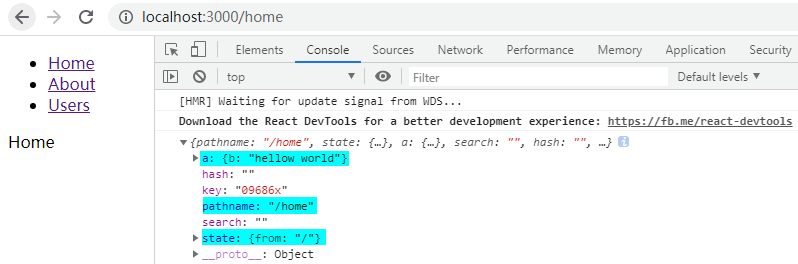 localhost:3000/home
Home
About
Users
Home
Elements Console Sources Network Performance Memory Application Security
top Filter Default levels
[HMR] Waiting for update signal from WDS...
Download the React DevTools for a better development experience: https://fb.me/react-devtools
{pathname: "/home", state: {…}, a: {…}, search: "", hash: "", …}
a: {b: "hellow world"}
hash: ""
key: "09686x"
pathname: "/home"
search: ""
state: {from: "/"}
__proto__: Object